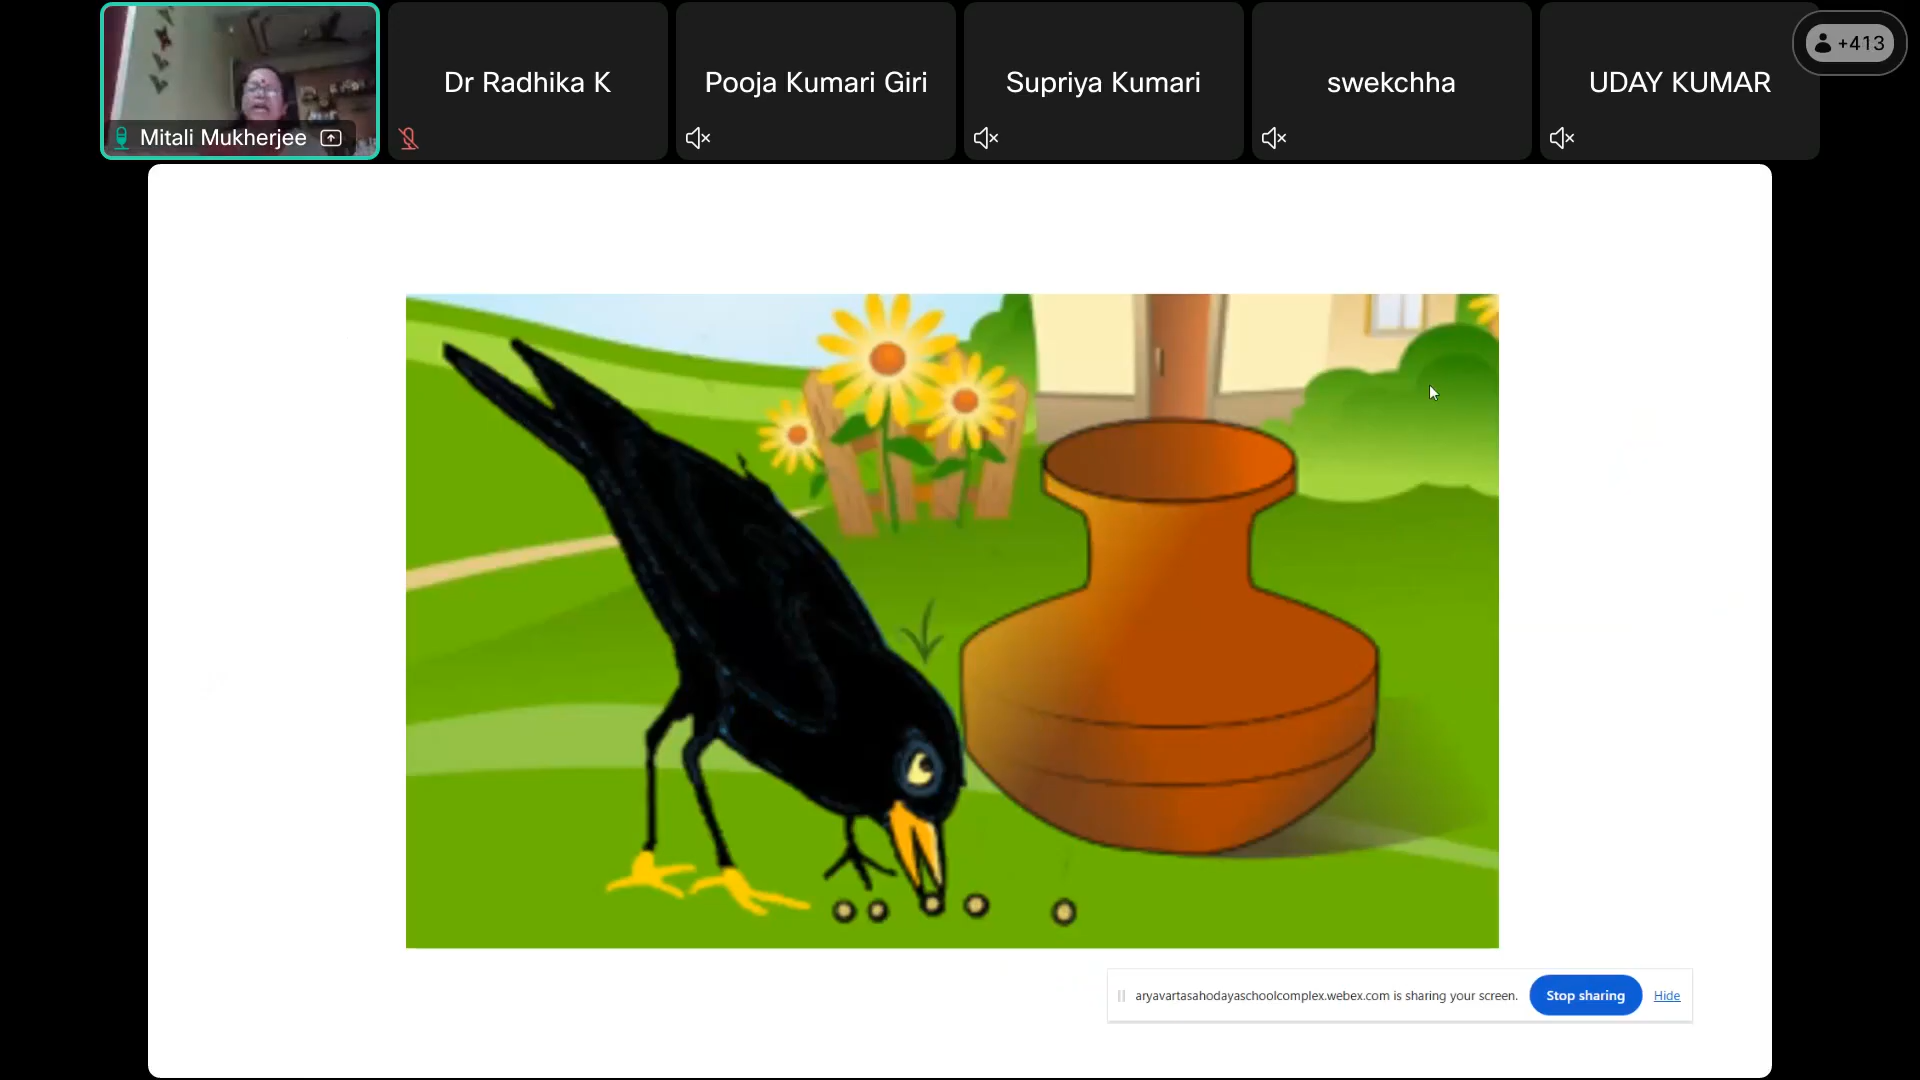 Mitali Mukherjee
Dr Radhika K
Pooja Kumari Giri
Supriya Kumari
swekchha
UDAY KUMAR
+413
aryavartasahodayaschoolcomplex.webex.com is sharing your screen.
Stop sharing
Hide